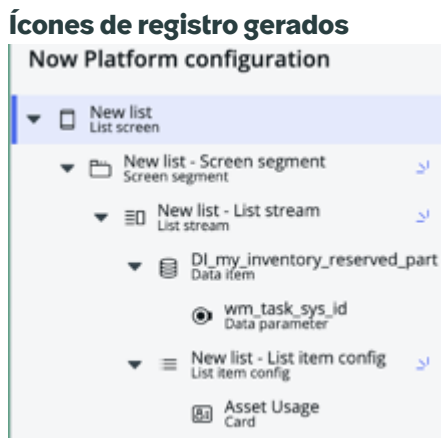 Ícones de registro gerados
Now Platform configuration
New list
List screen
New list - Screen segment
Screen segment
New list - List stream
List stream
DI_my_inventory_reserved_part
Data item
wm_task_sys_id
Data parameter
New list - List item config
List item config
Asset Usage
Card